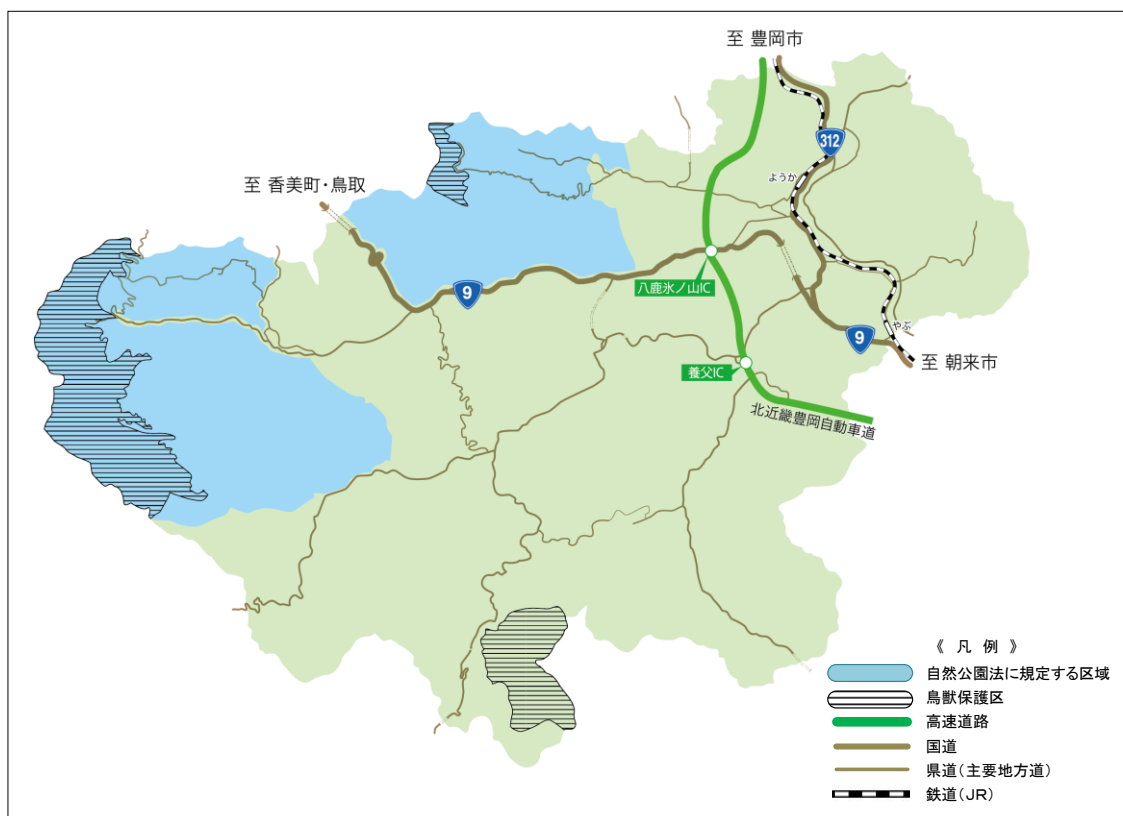 至 豊岡市
312
ようか
至 香美町・鳥取
八鹿氷ノ山IC
9
やぶ
9
至 朝来市
養父IC
北近畿豊岡自動車道
《 凡 例 》
自然公園法に規定する区域
鳥獣保護区
高速道路
国道
県道(主要地方道)
鉄道(JR)